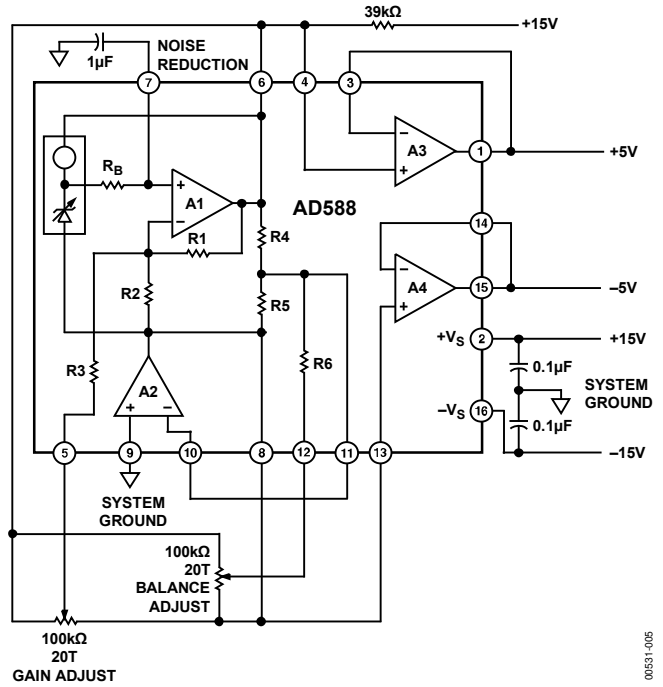 39kΩ
+15V
1µF
NOISE
REDUCTION
7
6
4
3
RB
A1
A3
1
+5V
AD588
R1
R4
14
R2
R5
A4
15
–5V
R3
R6
+VS
2
+15V
0.1µF
A2
SYSTEM
GROUND
–VS
16
0.1µF
–15V
5
9
10
8
12
11
13
SYSTEM
GROUND
100kΩ
20T
BALANCE
ADJUST
100kΩ
20T
GAIN ADJUST
00531-005